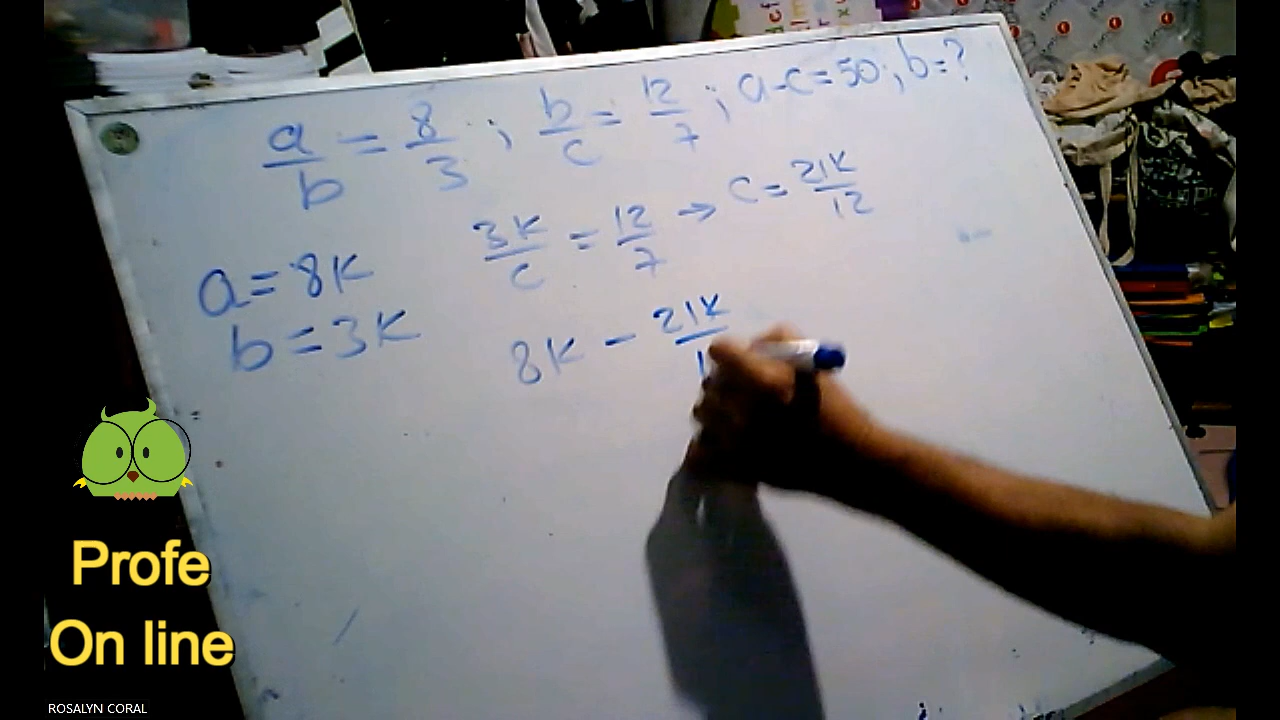 a/b = 8/3 ; b/c = 12/7 ; a-c=50 ; b=?
3K/c = 12/7 → c = 21K/12
a=8K
b=3K
8K - 21K/1
Profe
On line
ROSALYN CORAL